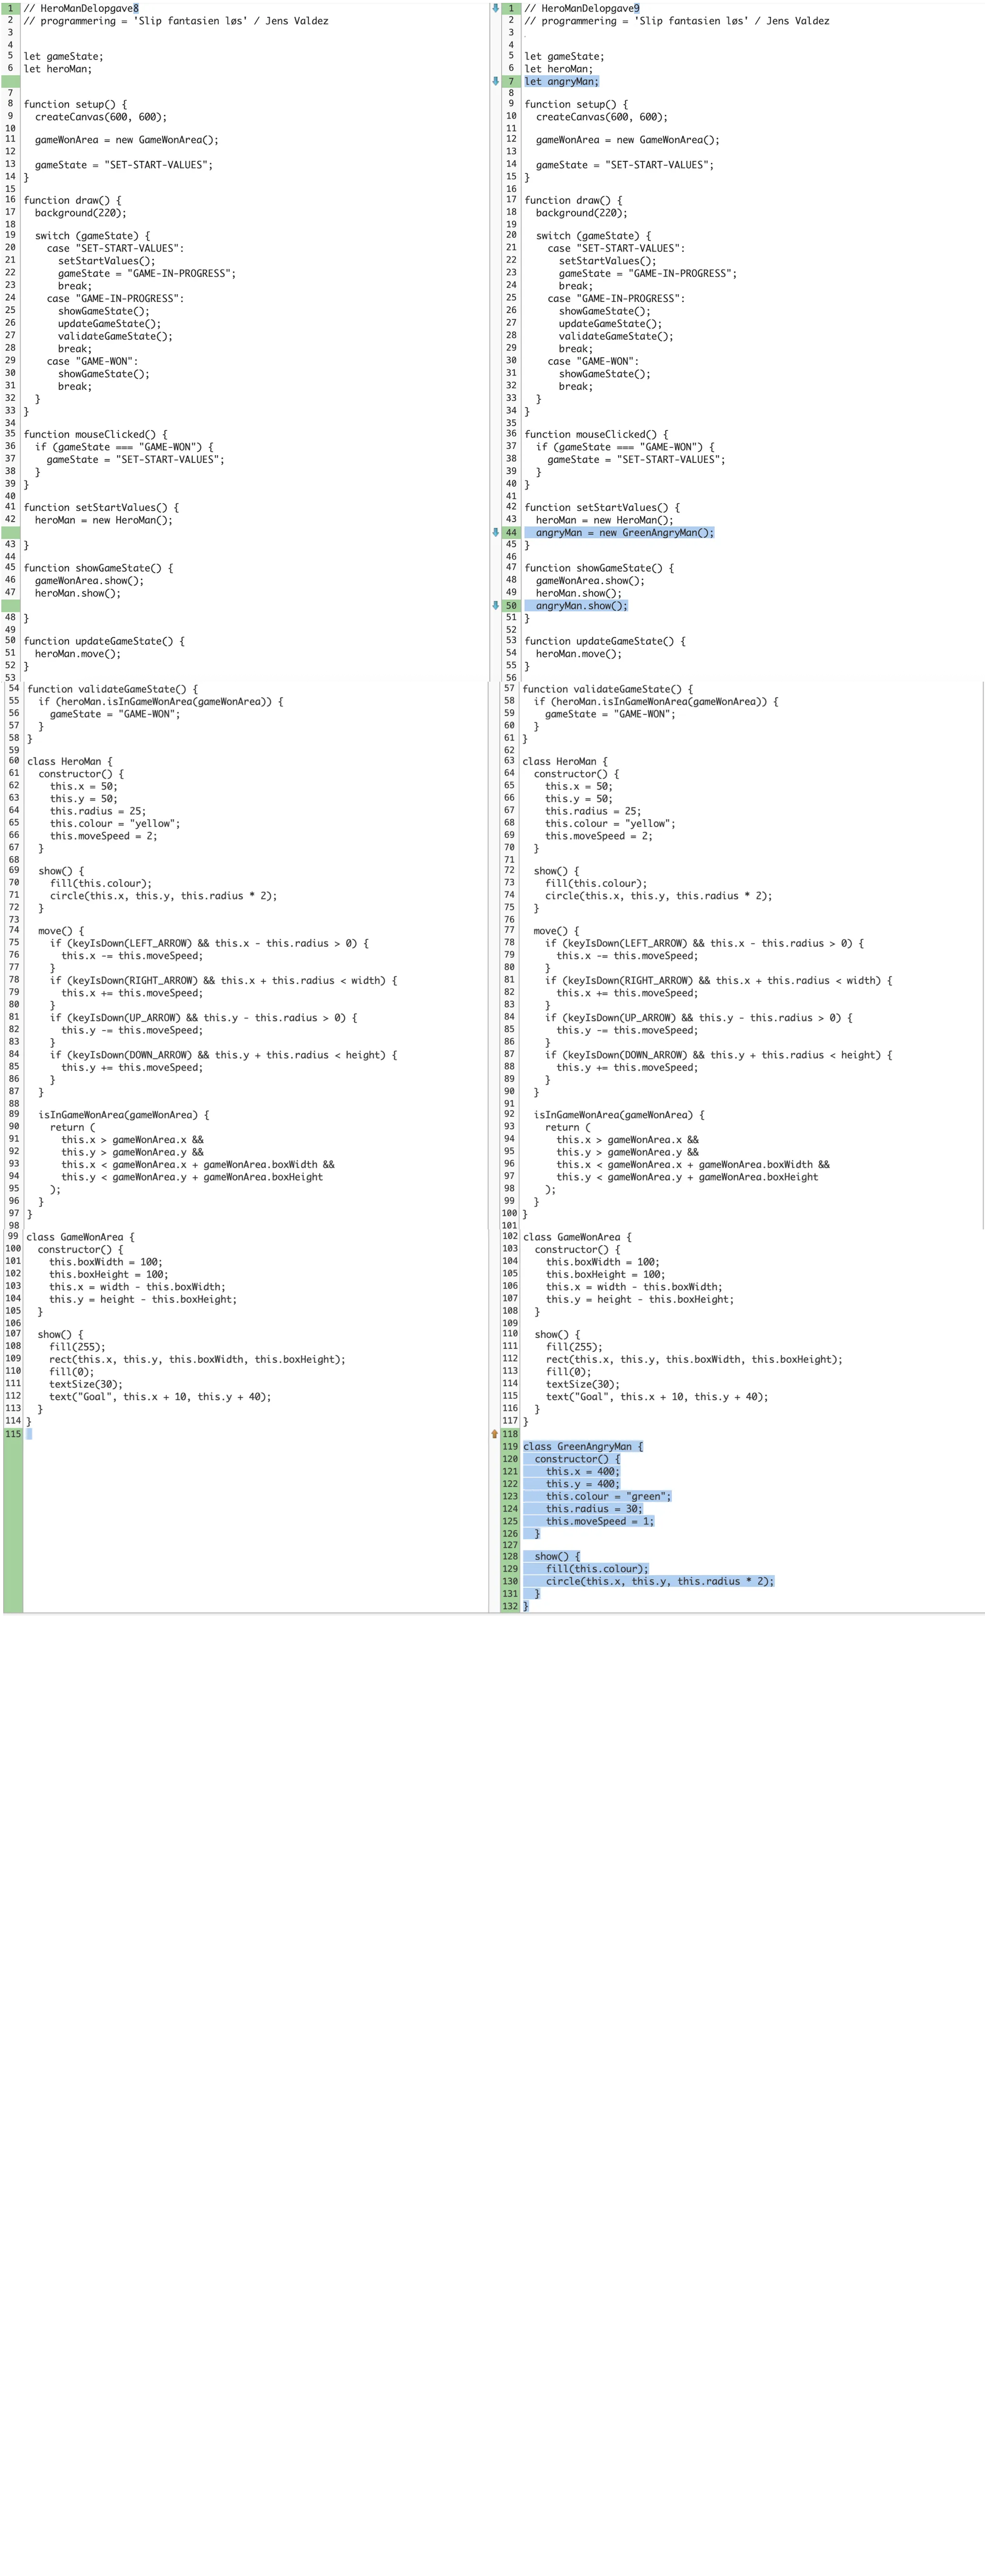 1 // HeroManDelopgave8
2 // programmering = 'Slip fantasien løs' / Jens Valdez
3
4
5 let gameState;
6 let heroMan;
7
8 function setup() {
9   createCanvas(600, 600);
10
11   gameWonArea = new GameWonArea();
12
13   gameState = "SET-START-VALUES";
14 }
15
16 function draw() {
17   background(220);
18
19   switch (gameState) {
20     case "SET-START-VALUES":
21       setStartValues();
22       gameState = "GAME-IN-PROGRESS";
23       break;
24     case "GAME-IN-PROGRESS":
25       showGameState();
26       updateGameState();
27       validateGameState();
28       break;
29     case "GAME-WON":
30       showGameState();
31       break;
32   }
33 }
34
35 function mouseClicked() {
36   if (gameState === "GAME-WON") {
37     gameState = "SET-START-VALUES";
38   }
39 }
40
41 function setStartValues() {
42   heroMan = new HeroMan();
43 }
44
45 function showGameState() {
46   gameWonArea.show();
47   heroMan.show();
48 }
49
50 function updateGameState() {
51   heroMan.move();
52 }
53
54 function validateGameState() {
55   if (heroMan.isInGameWonArea(gameWonArea)) {
56     gameState = "GAME-WON";
57   }
58 }
59
60 class HeroMan {
61   constructor() {
62     this.x = 50;
63     this.y = 50;
64     this.radius = 25;
65     this.colour = "yellow";
66     this.moveSpeed = 2;
67   }
68
69   show() {
70     fill(this.colour);
71     circle(this.x, this.y, this.radius * 2);
72   }
73
74   move() {
75     if (keyIsDown(LEFT_ARROW) && this.x - this.radius > 0) {
76       this.x -= this.moveSpeed;
77     }
78     if (keyIsDown(RIGHT_ARROW) && this.x + this.radius < width) {
79       this.x += this.moveSpeed;
80     }
81     if (keyIsDown(UP_ARROW) && this.y - this.radius > 0) {
82       this.y -= this.moveSpeed;
83     }
84     if (keyIsDown(DOWN_ARROW) && this.y + this.radius < height) {
85       this.y += this.moveSpeed;
86     }
87   }
88
89   isInGameWonArea(gameWonArea) {
90     return (
91       this.x > gameWonArea.x &&
92       this.y > gameWonArea.y &&
93       this.x < gameWonArea.x + gameWonArea.boxWidth &&
94       this.y < gameWonArea.y + gameWonArea.boxHeight
95     );
96   }
97 }
98
99 class GameWonArea {
100   constructor() {
101     this.boxWidth = 100;
102     this.boxHeight = 100;
103     this.x = width - this.boxWidth;
104     this.y = height - this.boxHeight;
105   }
106
107   show() {
108     fill(255);
109     rect(this.x, this.y, this.boxWidth, this.boxHeight);
110     fill(0);
111     textSize(30);
112     text("Goal", this.x + 10, this.y + 40);
113   }
114 }
115
1 // HeroManDelopgave9
2 // programmering = 'Slip fantasien løs' / Jens Valdez
3
4
5 let gameState;
6 let heroMan;
7 let angryMan;
8
9 function setup() {
10   createCanvas(600, 600);
11
12   gameWonArea = new GameWonArea();
13
14   gameState = "SET-START-VALUES";
15 }
16
17 function draw() {
18   background(220);
19
20   switch (gameState) {
21     case "SET-START-VALUES":
22       setStartValues();
23       gameState = "GAME-IN-PROGRESS";
24       break;
25     case "GAME-IN-PROGRESS":
26       showGameState();
27       updateGameState();
28       validateGameState();
29       break;
30     case "GAME-WON":
31       showGameState();
32       break;
33   }
34 }
35
36 function mouseClicked() {
37   if (gameState === "GAME-WON") {
38     gameState = "SET-START-VALUES";
39   }
40 }
41
42 function setStartValues() {
43   heroMan = new HeroMan();
44   angryMan = new GreenAngryMan();
45 }
46
47 function showGameState() {
48   gameWonArea.show();
49   heroMan.show();
50   angryMan.show();
51 }
52
53 function updateGameState() {
54   heroMan.move();
55 }
56
57 function validateGameState() {
58   if (heroMan.isInGameWonArea(gameWonArea)) {
59     gameState = "GAME-WON";
60   }
61 }
62
63 class HeroMan {
64   constructor() {
65     this.x = 50;
66     this.y = 50;
67     this.radius = 25;
68     this.colour = "yellow";
69     this.moveSpeed = 2;
70   }
71
72   show() {
73     fill(this.colour);
74     circle(this.x, this.y, this.radius * 2);
75   }
76
77   move() {
78     if (keyIsDown(LEFT_ARROW) && this.x - this.radius > 0) {
79       this.x -= this.moveSpeed;
80     }
81     if (keyIsDown(RIGHT_ARROW) && this.x + this.radius < width) {
82       this.x += this.moveSpeed;
83     }
84     if (keyIsDown(UP_ARROW) && this.y - this.radius > 0) {
85       this.y -= this.moveSpeed;
86     }
87     if (keyIsDown(DOWN_ARROW) && this.y + this.radius < height) {
88       this.y += this.moveSpeed;
89     }
90   }
91
92   isInGameWonArea(gameWonArea) {
93     return (
94       this.x > gameWonArea.x &&
95       this.y > gameWonArea.y &&
96       this.x < gameWonArea.x + gameWonArea.boxWidth &&
97       this.y < gameWonArea.y + gameWonArea.boxHeight
98     );
99   }
100 }
101
102 class GameWonArea {
103   constructor() {
104     this.boxWidth = 100;
105     this.boxHeight = 100;
106     this.x = width - this.boxWidth;
107     this.y = height - this.boxHeight;
108   }
109
110   show() {
111     fill(255);
112     rect(this.x, this.y, this.boxWidth, this.boxHeight);
113     fill(0);
114     textSize(30);
115     text("Goal", this.x + 10, this.y + 40);
116   }
117 }
118
119 class GreenAngryMan {
120   constructor() {
121     this.x = 400;
122     this.y = 400;
123     this.colour = "green";
124     this.radius = 30;
125     this.moveSpeed = 1;
126   }
127
128   show() {
129     fill(this.colour);
130     circle(this.x, this.y, this.radius * 2);
131   }
132 }